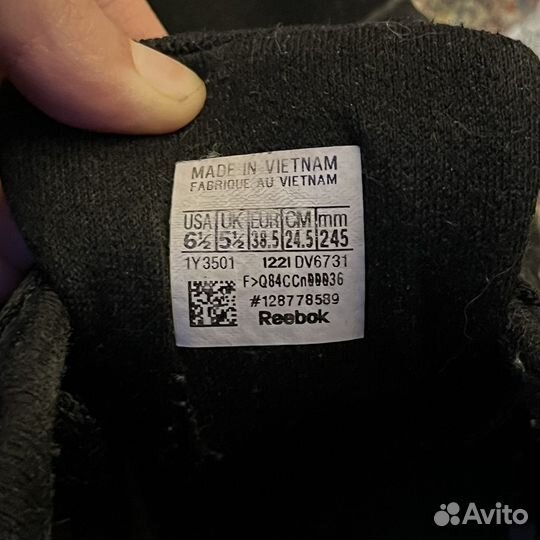 MADE IN VIETNAM
FABRIQUE AU VIETNAM
USA UK EUR CM mm
6½ 5½ 38.5 24.5 245
1Y3501 1221 DV6731
#128778589
Reebok
Avito